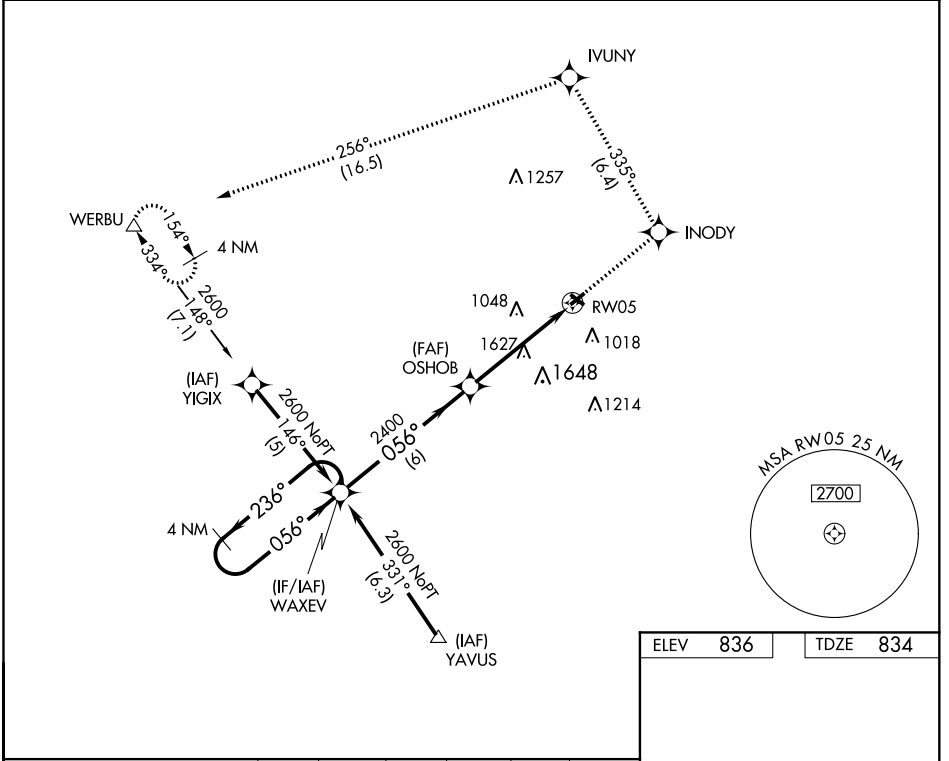 IVUNY
256°
(16.5)
335°
(6.4)
1257
WERBU
154°
4 NM
334°
INODY
2600
148°
(7.1)
1048
RW05
1018
1627
(FAF)
OSHOB
1648
1214
(IAF)
YIGIX
2600 NoPT
146°
(5)
2400
056°
(6)
236°
4 NM
056°
(IF/IAF)
WAXEV
2600 NoPT
331°
(6.3)
(IAF)
YAVUS
MSA RW05 25 NM
2700
ELEV 836
TDZE 834